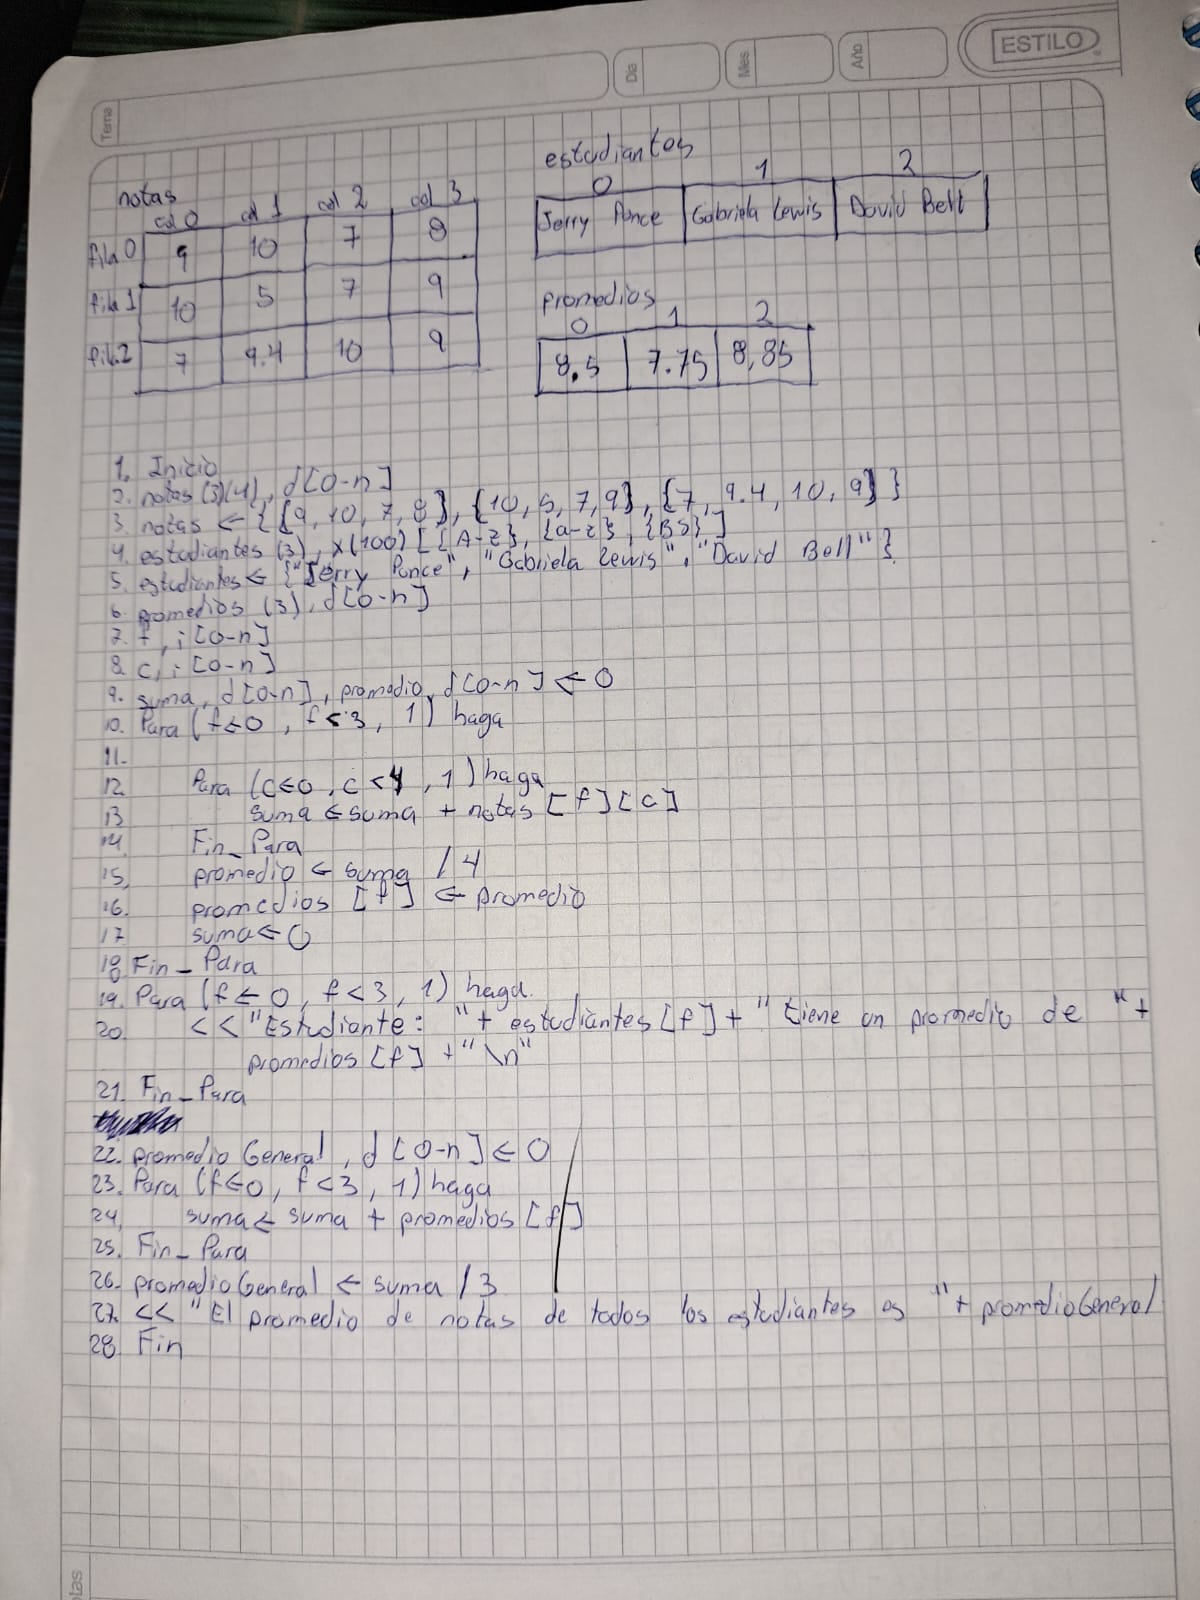 ESTILO
Tema
Día
Mes
Año
notas
col 0 col 1 col 2 col 3
fila 0 9 10 7 8
fila 1 10 5 7 9
fila 2 7 9.4 10 9
estudiantes
0 1 2
Jerry Ponce Gabriela Lewis David Bell
promedios
0 1 2
8.5 7.75 8,85
1. Inicio
2. notas (3)(4), d[0-n]
3. notas ← {{9, 10, 7, 8}, {10, 5, 7, 9}, {7, 9.4, 10, 9}}
4. estudiantes (3), x(100) [{A-z}, {a-z}, {BS}]
5. estudiantes ← {"Jerry Ponce", "Gabriela Lewis", "David Bell"}
6. promedios (3), d[0-n]
7. f, i[0-n]
8. c, i[0-n]
9. suma, d[0-n], promedio, d[0-n] ← 0
10. Para (f←0, f<3, 1) haga
11.
12. Para (c←0, c<4, 1) haga
13 suma ← suma + notas [f][c]
14. Fin_Para
15. promedio ← suma / 4
16. promedios [f] ← promedio
17 suma ← 0
18. Fin_Para
19. Para (f←0, f<3, 1) haga.
20. << "Estudiante: " + estudiantes [f] + " tiene un promedio de " +
promedios [f] + "\n"
21. Fin_Para
22. promedio General, d[0-n] ← 0
23. Para (f←0, f<3, 1) haga
24. suma ← suma + promedios [f]
25. Fin_Para
26. promedioGeneral ← suma / 3
27. << "El promedio de notas de todos los estudiantes es " + promedioGeneral
28. Fin